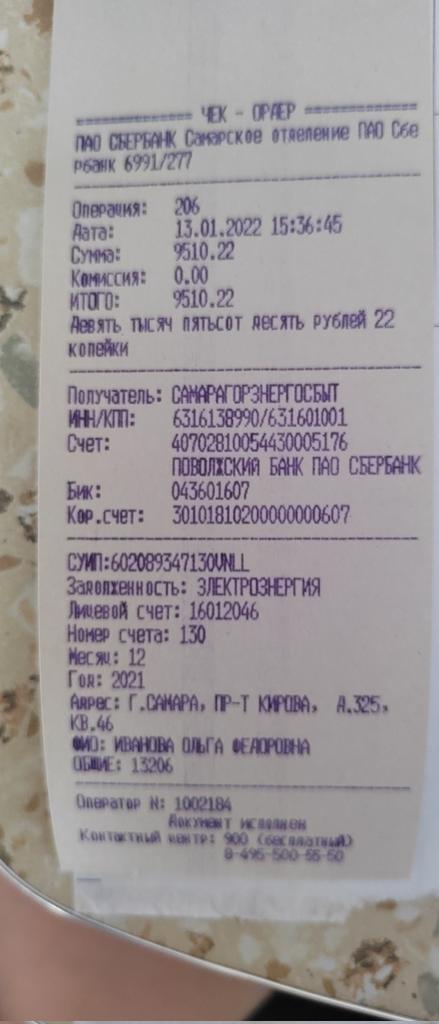 ============ ЧЕК - ОРДЕР ============
ПАО СБЕРБАНК Самарское отделение ПАО Сбе
рбанк 6991/277
Операция: 206
Дата: 13.01.2022 15:36:45
Сумма: 9510.22
Комиссия: 0.00
ИТОГО: 9510.22
Девять тысяч пятьсот десять рублей 22
копейки
Получатель: САМАРАГОРЭНЕРГОСБЫТ
ИНН/КПП: 6316138990/631601001
Счет: 40702810054430005176
ПОВОЛЖСКИЙ БАНК ПАО СБЕРБАНК
Бик: 043601607
Кор.счет: 30101810200000000607
СУИП:602089347130VNLL
Задолженность: ЭЛЕКТРОЭНЕРГИЯ
Лицевой счет: 16012046
Номер счета: 130
Месяц: 12
Год: 2021
Адрес: Г.САМАРА, ПР-Т КИРОВА, Д.325,
КВ.46
ФИО: ИВАНОВА ОЛЬГА ФЕДОРОВНА
ОБЩИЕ: 13206
Оператор N: 1002184
Документ исполнен
Контактный центр: 900 (бесплатный)
8-495-500-55-50